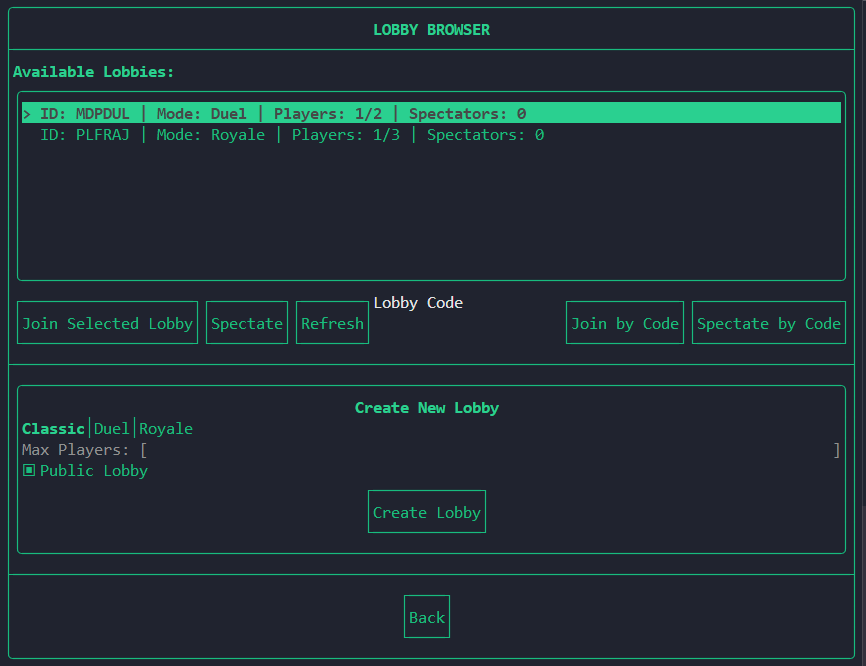 LOBBY BROWSER
Available Lobbies:
> ID: MDPDUL | Mode: Duel | Players: 1/2 | Spectators: 0
ID: PLFRAJ | Mode: Royale | Players: 1/3 | Spectators: 0
Join Selected Lobby Spectate Refresh Lobby Code Join by Code Spectate by Code
Create New Lobby
Classic│Duel│Royale
Max Players: [ ]
▣ Public Lobby
Create Lobby
Back